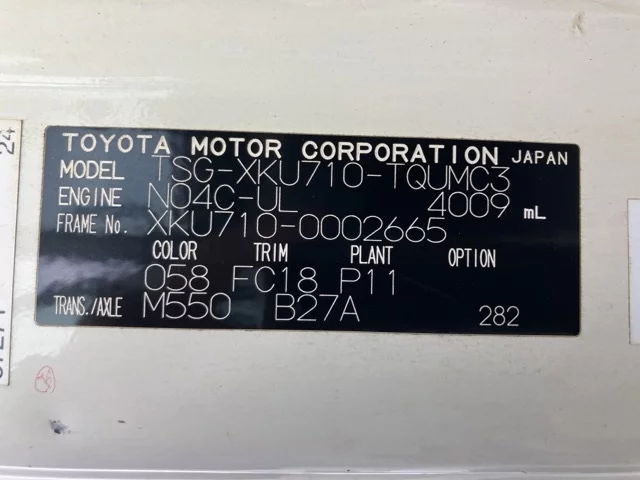 TOYOTA MOTOR CORPORATION JAPAN
MODEL TSG-XKU710-TQUMC3
ENGINE N04C-UL 4009 mL
FRAME No. XKU710-0002665
COLOR TRIM PLANT OPTION
058 FC18 P11
TRANS./AXLE M550 B27A 282
24